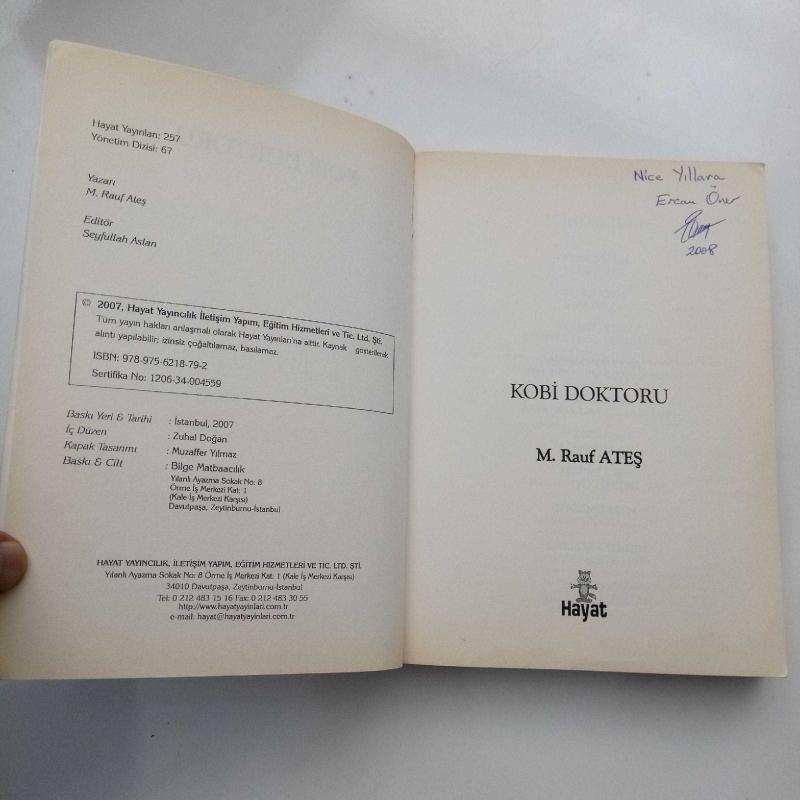 Hayat Yayınları: 257
Yönetim Dizisi: 67
Yazarı
M. Rauf Ateş
Editör
Seyfullah Aslan
© 2007, Hayat Yayıncılık İletişim Yapım, Eğitim Hizmetleri ve Tic. Ltd. Şti.
Tüm yayın hakları anlaşmalı olarak Hayat Yayınları'na aittir. Kaynak gösterilerek
alıntı yapılabilir; izinsiz çoğaltılamaz, basılamaz.
ISBN: 978-975-6218-79-2
Sertifika No: 1206-34-004559
Baskı Yeri & Tarihi : İstanbul, 2007
İç Düzen : Zuhal Doğan
Kapak Tasarımı : Muzaffer Yılmaz
Baskı & Cilt : Bilge Matbaacılık
Yılanlı Ayazma Sokak No: 8
Örme İş Merkezi Kat: 1
(Kale İş Merkezi Karşısı)
Davutpaşa, Zeytinburnu-İstanbul
HAYAT YAYINCILIK, İLETİŞİM YAPIM, EĞİTİM HİZMETLERİ VE TİC. LTD. ŞTİ.
Yılanlı Ayazma Sokak No: 8 Örme İş Merkezi Kat: 1 (Kale İş Merkezi Karşısı)
34010 Davutpaşa, Zeytinburnu-İstanbul
Tel: 0 212 483 15 16 Fax: 0 212 483 30 55
http://www.hayatyayinlari.com.tr
e-mail: hayat@hayatyayinlari.com.tr
Nice Yıllara
Ercan Öner
2008
KOBİ DOKTORU
M. Rauf ATEŞ
Hayat